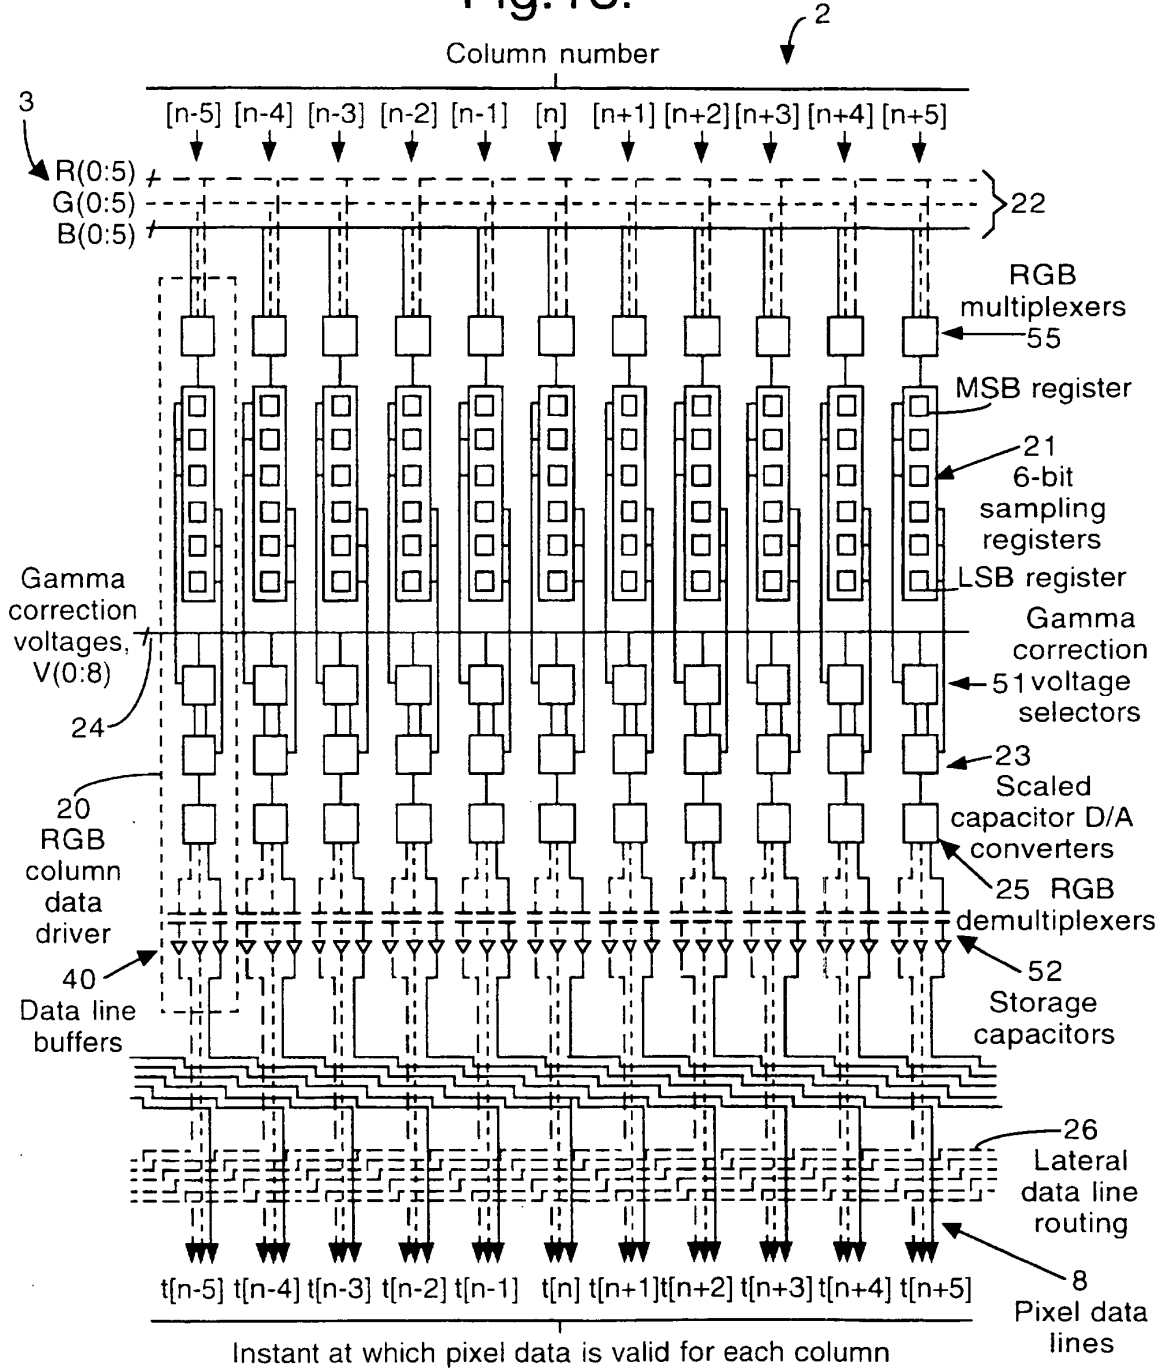 Fig.18.
2
Column number
3
[n-5] [n-4] [n-3] [n-2] [n-1] [n] [n+1] [n+2] [n+3] [n+4] [n+5]
R(0:5)
G(0:5)
B(0:5)
22
RGB
multiplexers
55
MSB register
21
6-bit
sampling
registers
LSB register
Gamma
correction
voltages,
V(0:8)
24
Gamma
correction
51 voltage
selectors
23
Scaled
capacitor D/A
converters
20
RGB
column
data
driver
25 RGB
demultiplexers
40
Data line
buffers
52
Storage
capacitors
26
Lateral
data line
routing
t[n-5] t[n-4] t[n-3] t[n-2] t[n-1] t[n] t[n+1] t[n+2] t[n+3] t[n+4] t[n+5]
8
Pixel data
lines
Instant at which pixel data is valid for each column